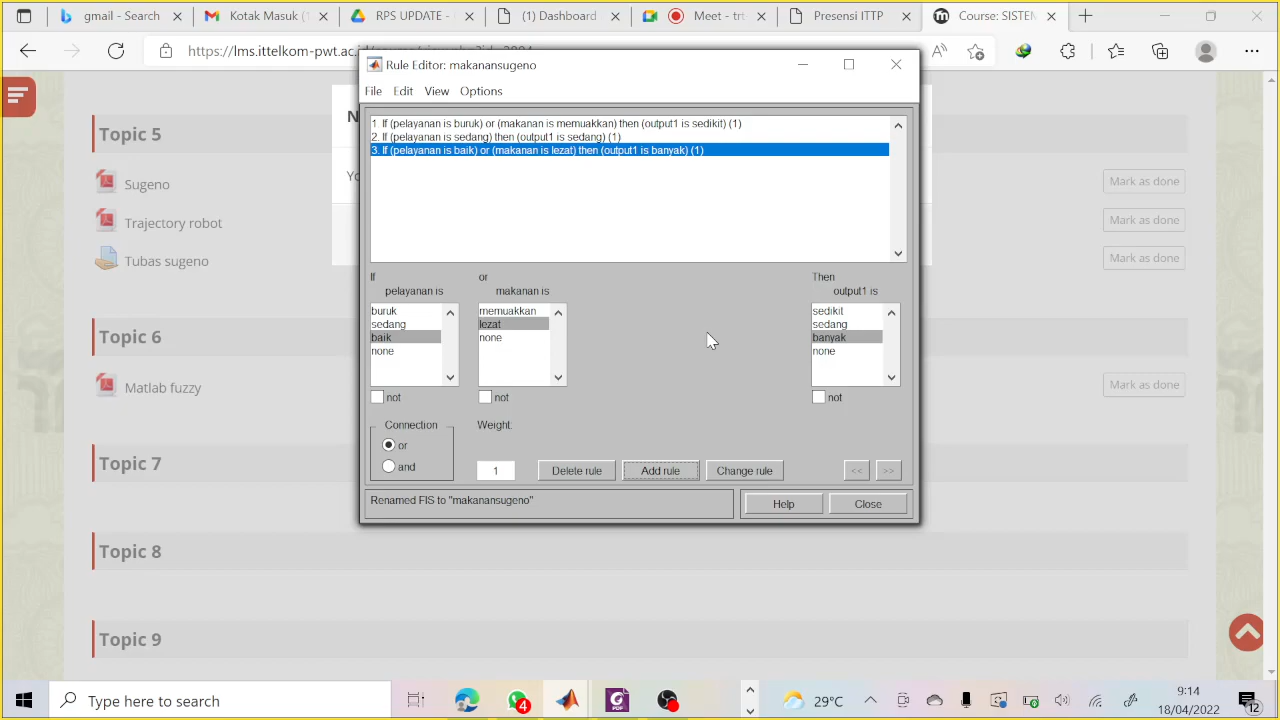 gmail - Search
Kotak Masuk (1,
RPS UPDATE - (
(1) Dashboard
Meet - trt-
Presensi ITTP
Course: SISTEM
https://lms.ittelkom-pwt.ac.id/
Rule Editor: makanansugeno
File Edit View Options
1. If (pelayanan is buruk) or (makanan is memuakkan) then (output1 is sedikit) (1)
2. If (pelayanan is sedang) then (output1 is sedang) (1)
3. If (pelayanan is baik) or (makanan is lezat) then (output1 is banyak) (1)
If
pelayanan is
buruk
sedang
baik
none
not
or
makanan is
memuakkan
lezat
none
not
Then
output1 is
sedikit
sedang
banyak
none
not
Connection
or
and
Weight:
1
Delete rule
Add rule
Change rule
<<
>>
Renamed FIS to "makanansugeno"
Help
Close
Topic 5
Sugeno
Mark as done
Trajectory robot
Mark as done
Tubas sugeno
Mark as done
Topic 6
Matlab fuzzy
Mark as done
Topic 7
Topic 8
Topic 9
Type here to search
4
29°C
9:14
18/04/2022
12